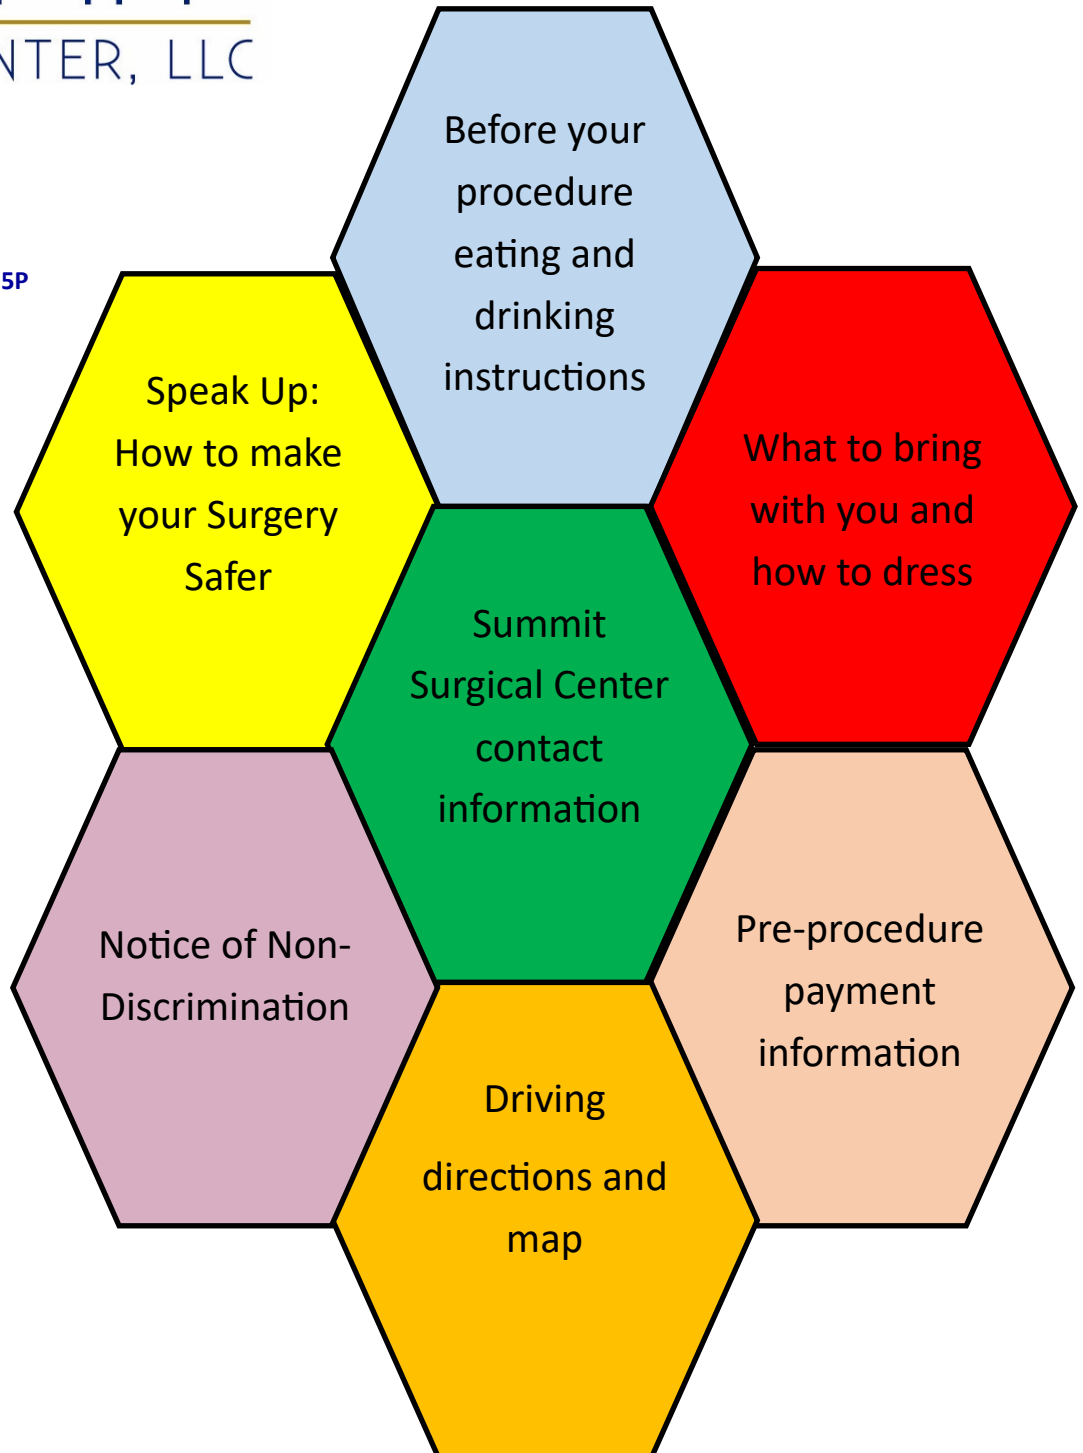 NTER, LLC
Before your
procedure
eating and
drinking
instructions
5P
Speak Up:
How to make
your Surgery
Safer
What to bring
with you and
how to dress
Summit
Surgical Center
contact
information
Notice of Non-
Discrimination
Pre-procedure
payment
information
Driving
directions and
map